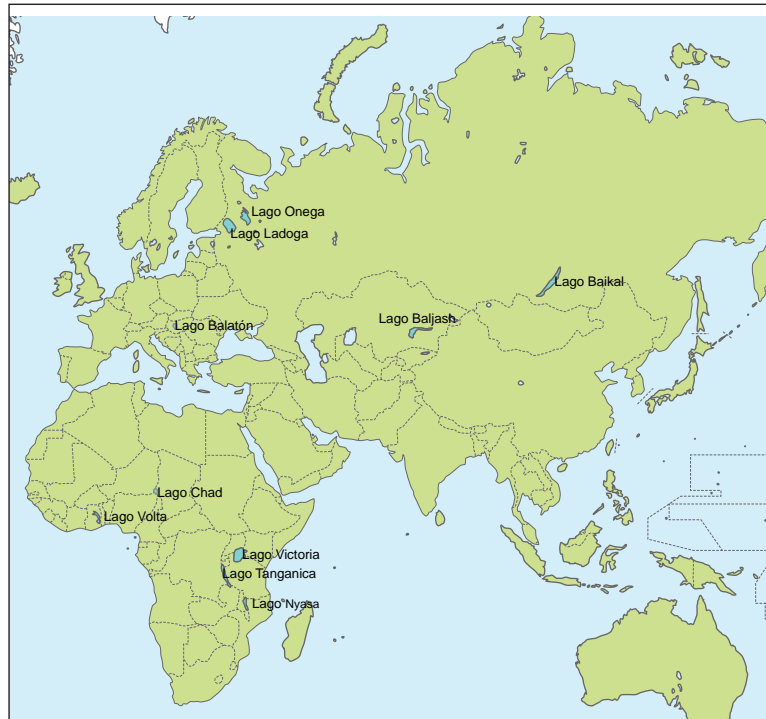 Lago Onega
Lago Ladoga
Lago Baikal
Lago Baljash
Lago Balatón
Lago Chad
Lago Volta
Lago Victoria
Lago Tanganica
Lago Nyasa